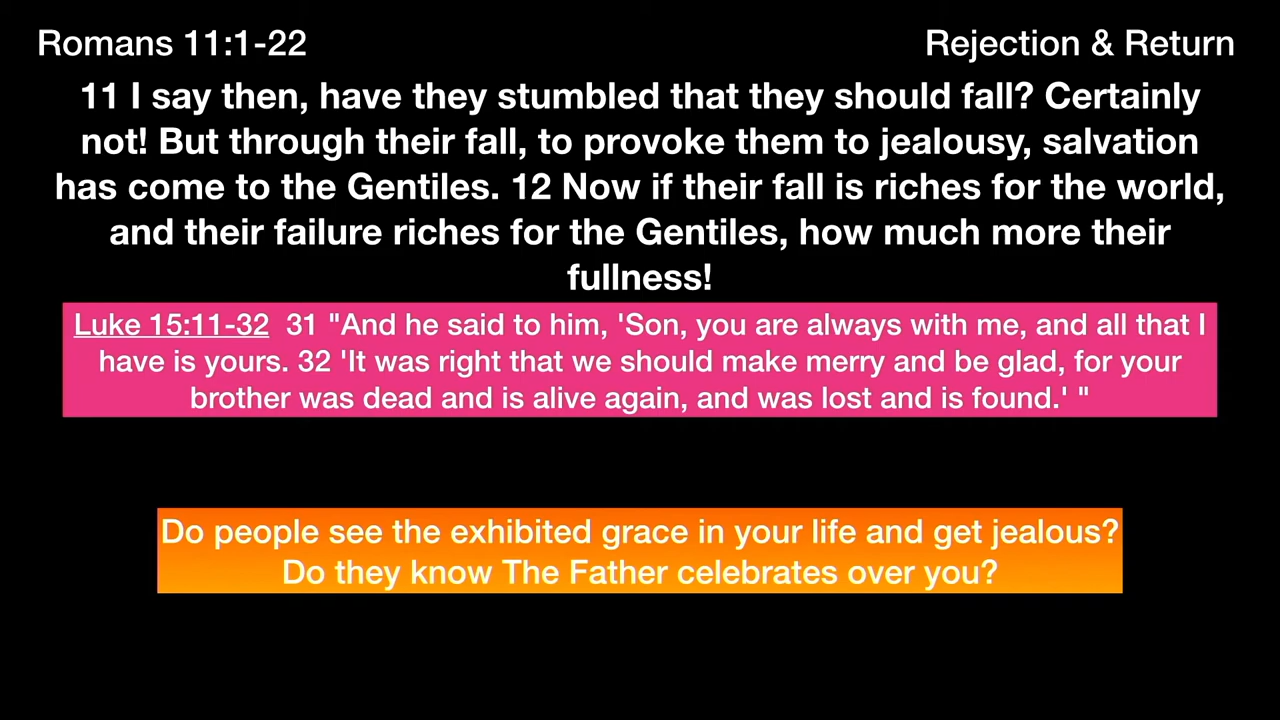 Romans 11:1-22
Rejection & Return
11 I say then, have they stumbled that they should fall? Certainly
not! But through their fall, to provoke them to jealousy, salvation
has come to the Gentiles. 12 Now if their fall is riches for the world,
and their failure riches for the Gentiles, how much more their
fullness!
Luke 15:11-32  31 "And he said to him, 'Son, you are always with me, and all that I
have is yours. 32 'It was right that we should make merry and be glad, for your
brother was dead and is alive again, and was lost and is found.' "
Do people see the exhibited grace in your life and get jealous?
Do they know The Father celebrates over you?